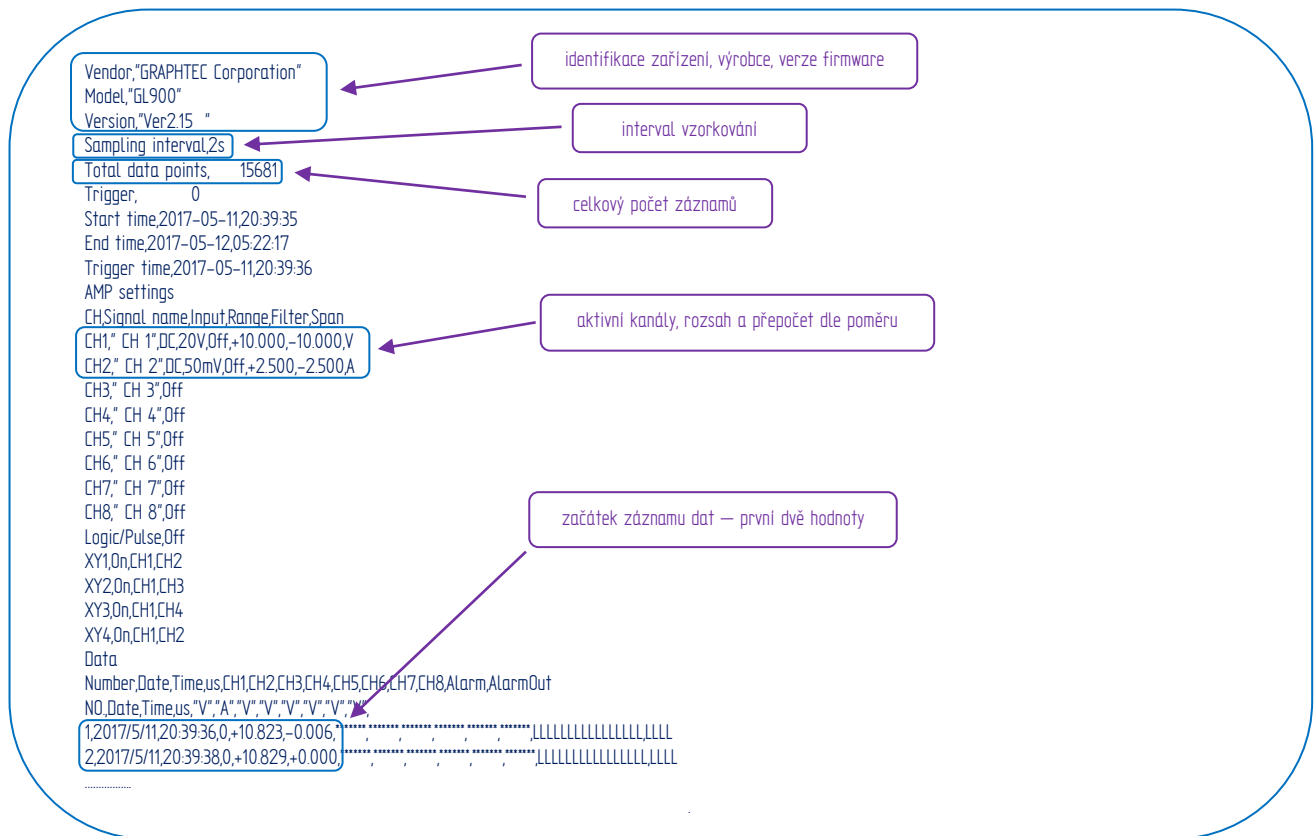 Vendor,"GRAPHTEC Corporation"
Model,"GL900"
Version,"Ver2.15 "
Sampling interval,2s
Total data points, 15681
Trigger, 0
Start time,2017-05-11,20:39:35
End time,2017-05-12,05:22:17
Trigger time,2017-05-11,20:39:36
AMP settings
CH,Signal name,Input,Range,Filter,Span
CH1," CH 1",DC,20V,Off,+10.000,-10.000,V
CH2," CH 2",DC,50mV,Off,+2.500,-2.500,A
CH3," CH 3",Off
CH4," CH 4",Off
CH5," CH 5",Off
CH6," CH 6",Off
CH7," CH 7",Off
CH8," CH 8",Off
Logic/Pulse,Off
XY1,On,CH1,CH2
XY2,On,CH1,CH3
XY3,On,CH1,CH4
XY4,On,CH1,CH2
Data
Number,Date,Time,us,CH1,CH2,CH3,CH4,CH5,CH6,CH7,CH8,Alarm,AlarmOut
NO.,Date,Time,us,"V","A","V","V","V","V","V","V",
1,2017/5/11,20:39:36,0,+10.823,-0.006,*******,*******,*******,*******,*******,*******,LLLLLLLLLLLLLLLL,LLLL
2,2017/5/11,20:39:38,0,+10.829,+0.000,*******,*******,*******,*******,*******,*******,LLLLLLLLLLLLLLLL,LLLL
.................
identifikace zařízení, výrobce, verze firmware
interval vzorkování
celkový počet záznamů
aktivní kanály, rozsah a přepočet dle poměru
začátek záznamu dat – první dvě hodnoty